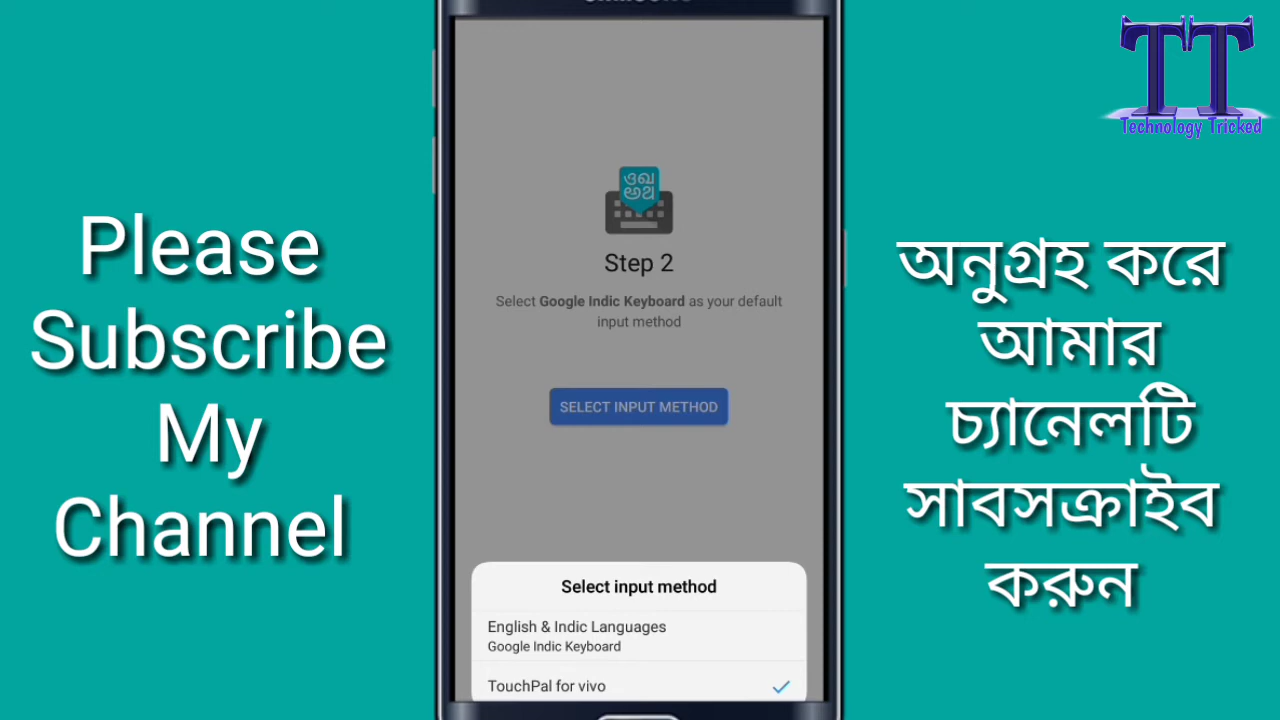 Please
Subscribe
My
Channel
ওখ
అథ
Step 2
Select Google Indic Keyboard as your default
input method
SELECT INPUT METHOD
Select input method
English & Indic Languages
Google Indic Keyboard
TouchPal for vivo
TT
Technology Tricked
অনুগ্রহ করে
আমার
চ্যানেলটি
সাবসক্রাইব
করুন